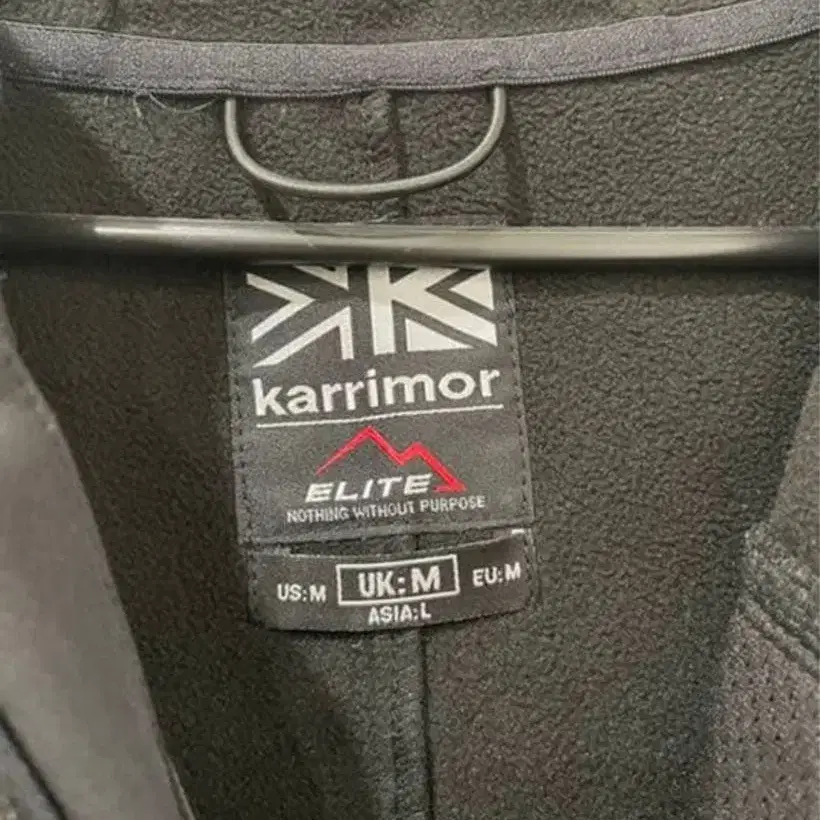 karrimor
ELITE
NOTHING WITHOUT PURPOSE
US:M UK:M EU:M
ASIA:L